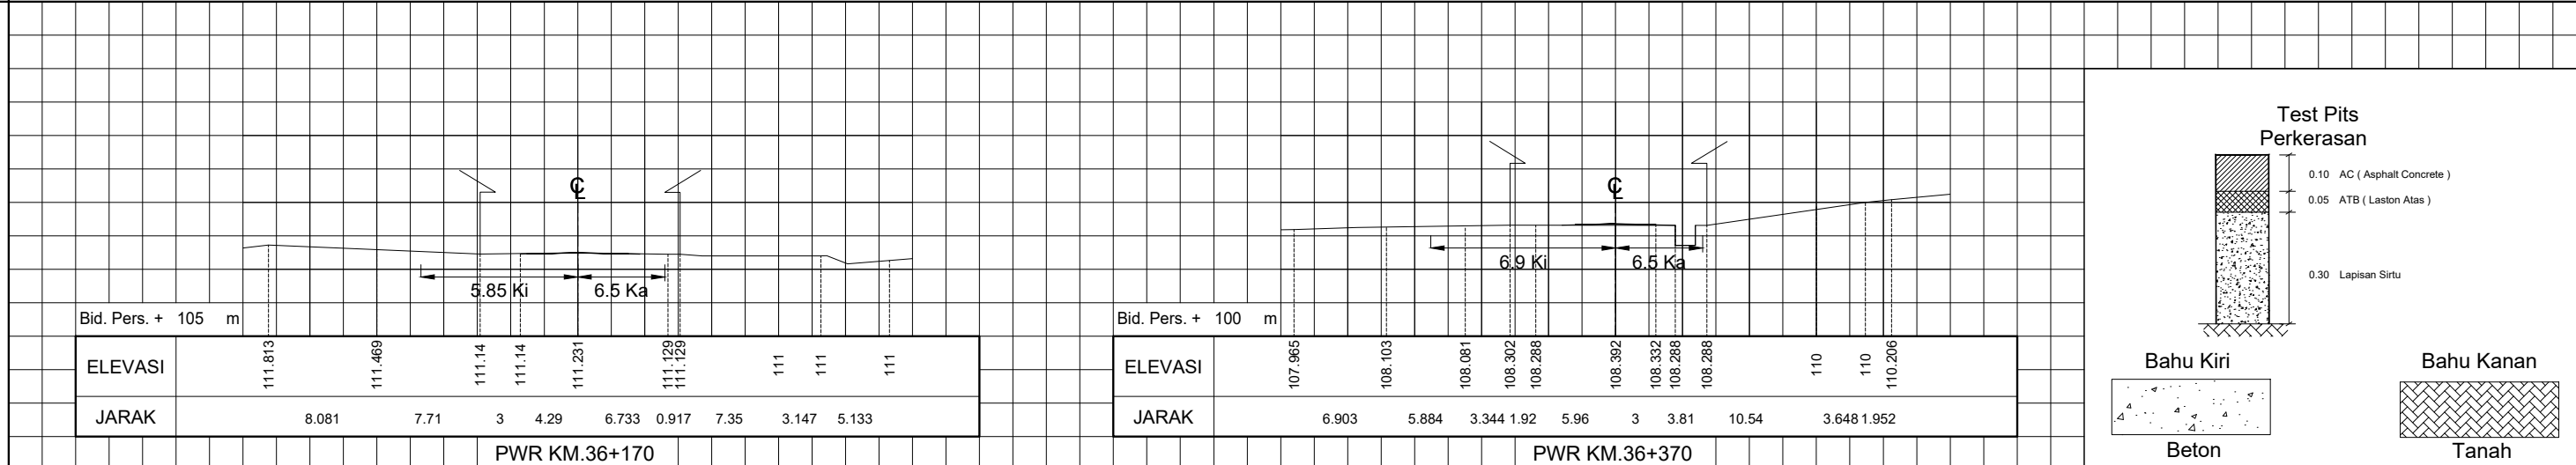 ℄
5.85 Ki 6.5 Ka
Bid. Pers. + 105 m
ELEVASI 111.813 111.469 111.14 111.14 111.231 111.129 111.129 111 111 111
JARAK 8.081 7.71 3 4.29 6.733 0.917 7.35 3.147 5.133
PWR KM.36+170
℄
6.9 Ki 6.5 Ka
Bid. Pers. + 100 m
ELEVASI 107.965 108.103 108.081 108.302 108.288 108.392 108.332 108.288 108.288 110 110 110.206
JARAK 6.903 5.884 3.344 1.92 5.96 3 3.81 10.54 3.648 1.952
PWR KM.36+370
Test Pits
Perkerasan
0.10 AC ( Asphalt Concrete )
0.05 ATB ( Laston Atas )
0.30 Lapisan Sirtu
Bahu Kiri
Beton
Bahu Kanan
Tanah